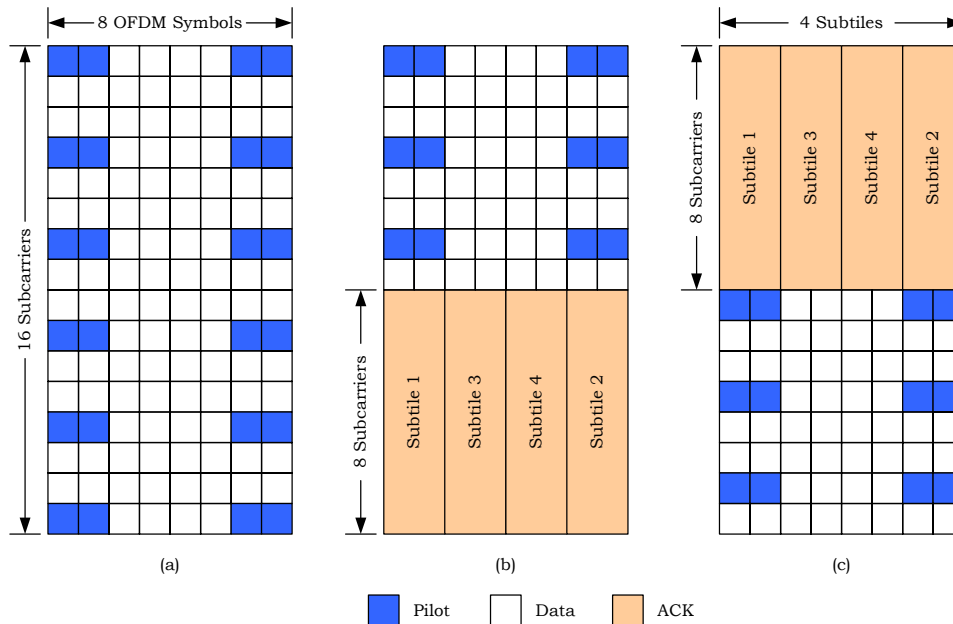 8 OFDM Symbols
16 Subcarriers
(a)
8 Subcarriers
Subtile 1
Subtile 3
Subtile 4
Subtile 2
(b)
4 Subtiles
8 Subcarriers
Subtile 1
Subtile 3
Subtile 4
Subtile 2
(c)
Pilot
Data
ACK